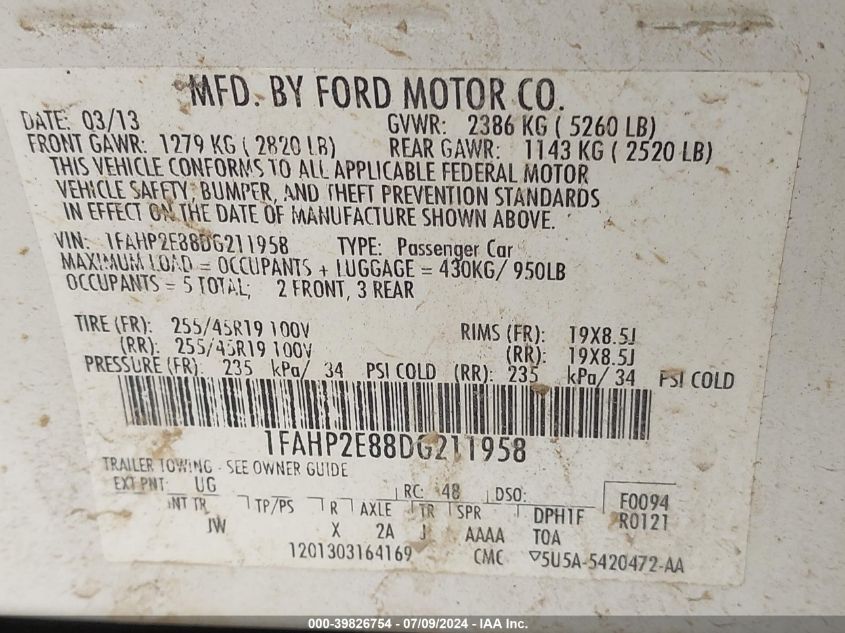 MFD. BY FORD MOTOR CO.
DATE: 03/13 GVWR: 2386 KG ( 5260 LB)
FRONT GAWR: 1279 KG ( 2820 LB) REAR GAWR: 1143 KG ( 2520 LB)
THIS VEHICLE CONFORMS TO ALL APPLICABLE FEDERAL MOTOR
VEHICLE SAFETY, BUMPER, AND THEFT PREVENTION STANDARDS
IN EFFECT ON THE DATE OF MANUFACTURE SHOWN ABOVE.
VIN: 1FAHP2E88DG211958 TYPE: Passenger Car
MAXIMUM LOAD = OCCUPANTS + LUGGAGE = 430KG/ 950LB
OCCUPANTS = 5 TOTAL; 2 FRONT, 3 REAR
TIRE (FR): 255/45R19 100V RIMS (FR): 19X8.5J
(RR): 255/45R19 100V (RR): 19X8.5J
PRESSURE (FR): 235 kPa/ 34 PSI COLD (RR): 235 kPa/ 34 PSI COLD
1FAHP2E88DG211958
TRAILER TOWING - SEE OWNER GUIDE
EXT PNT: UG RC: 48 DSO: F0094
INT TR TP/PS R AXLE TR SPR DPH1F R0121
JW X 2A J AAAA T0A
1201303164169 CMC ▽5U5A-5420472-AA
000-39826754 - 07/09/2024 - IAA Inc.